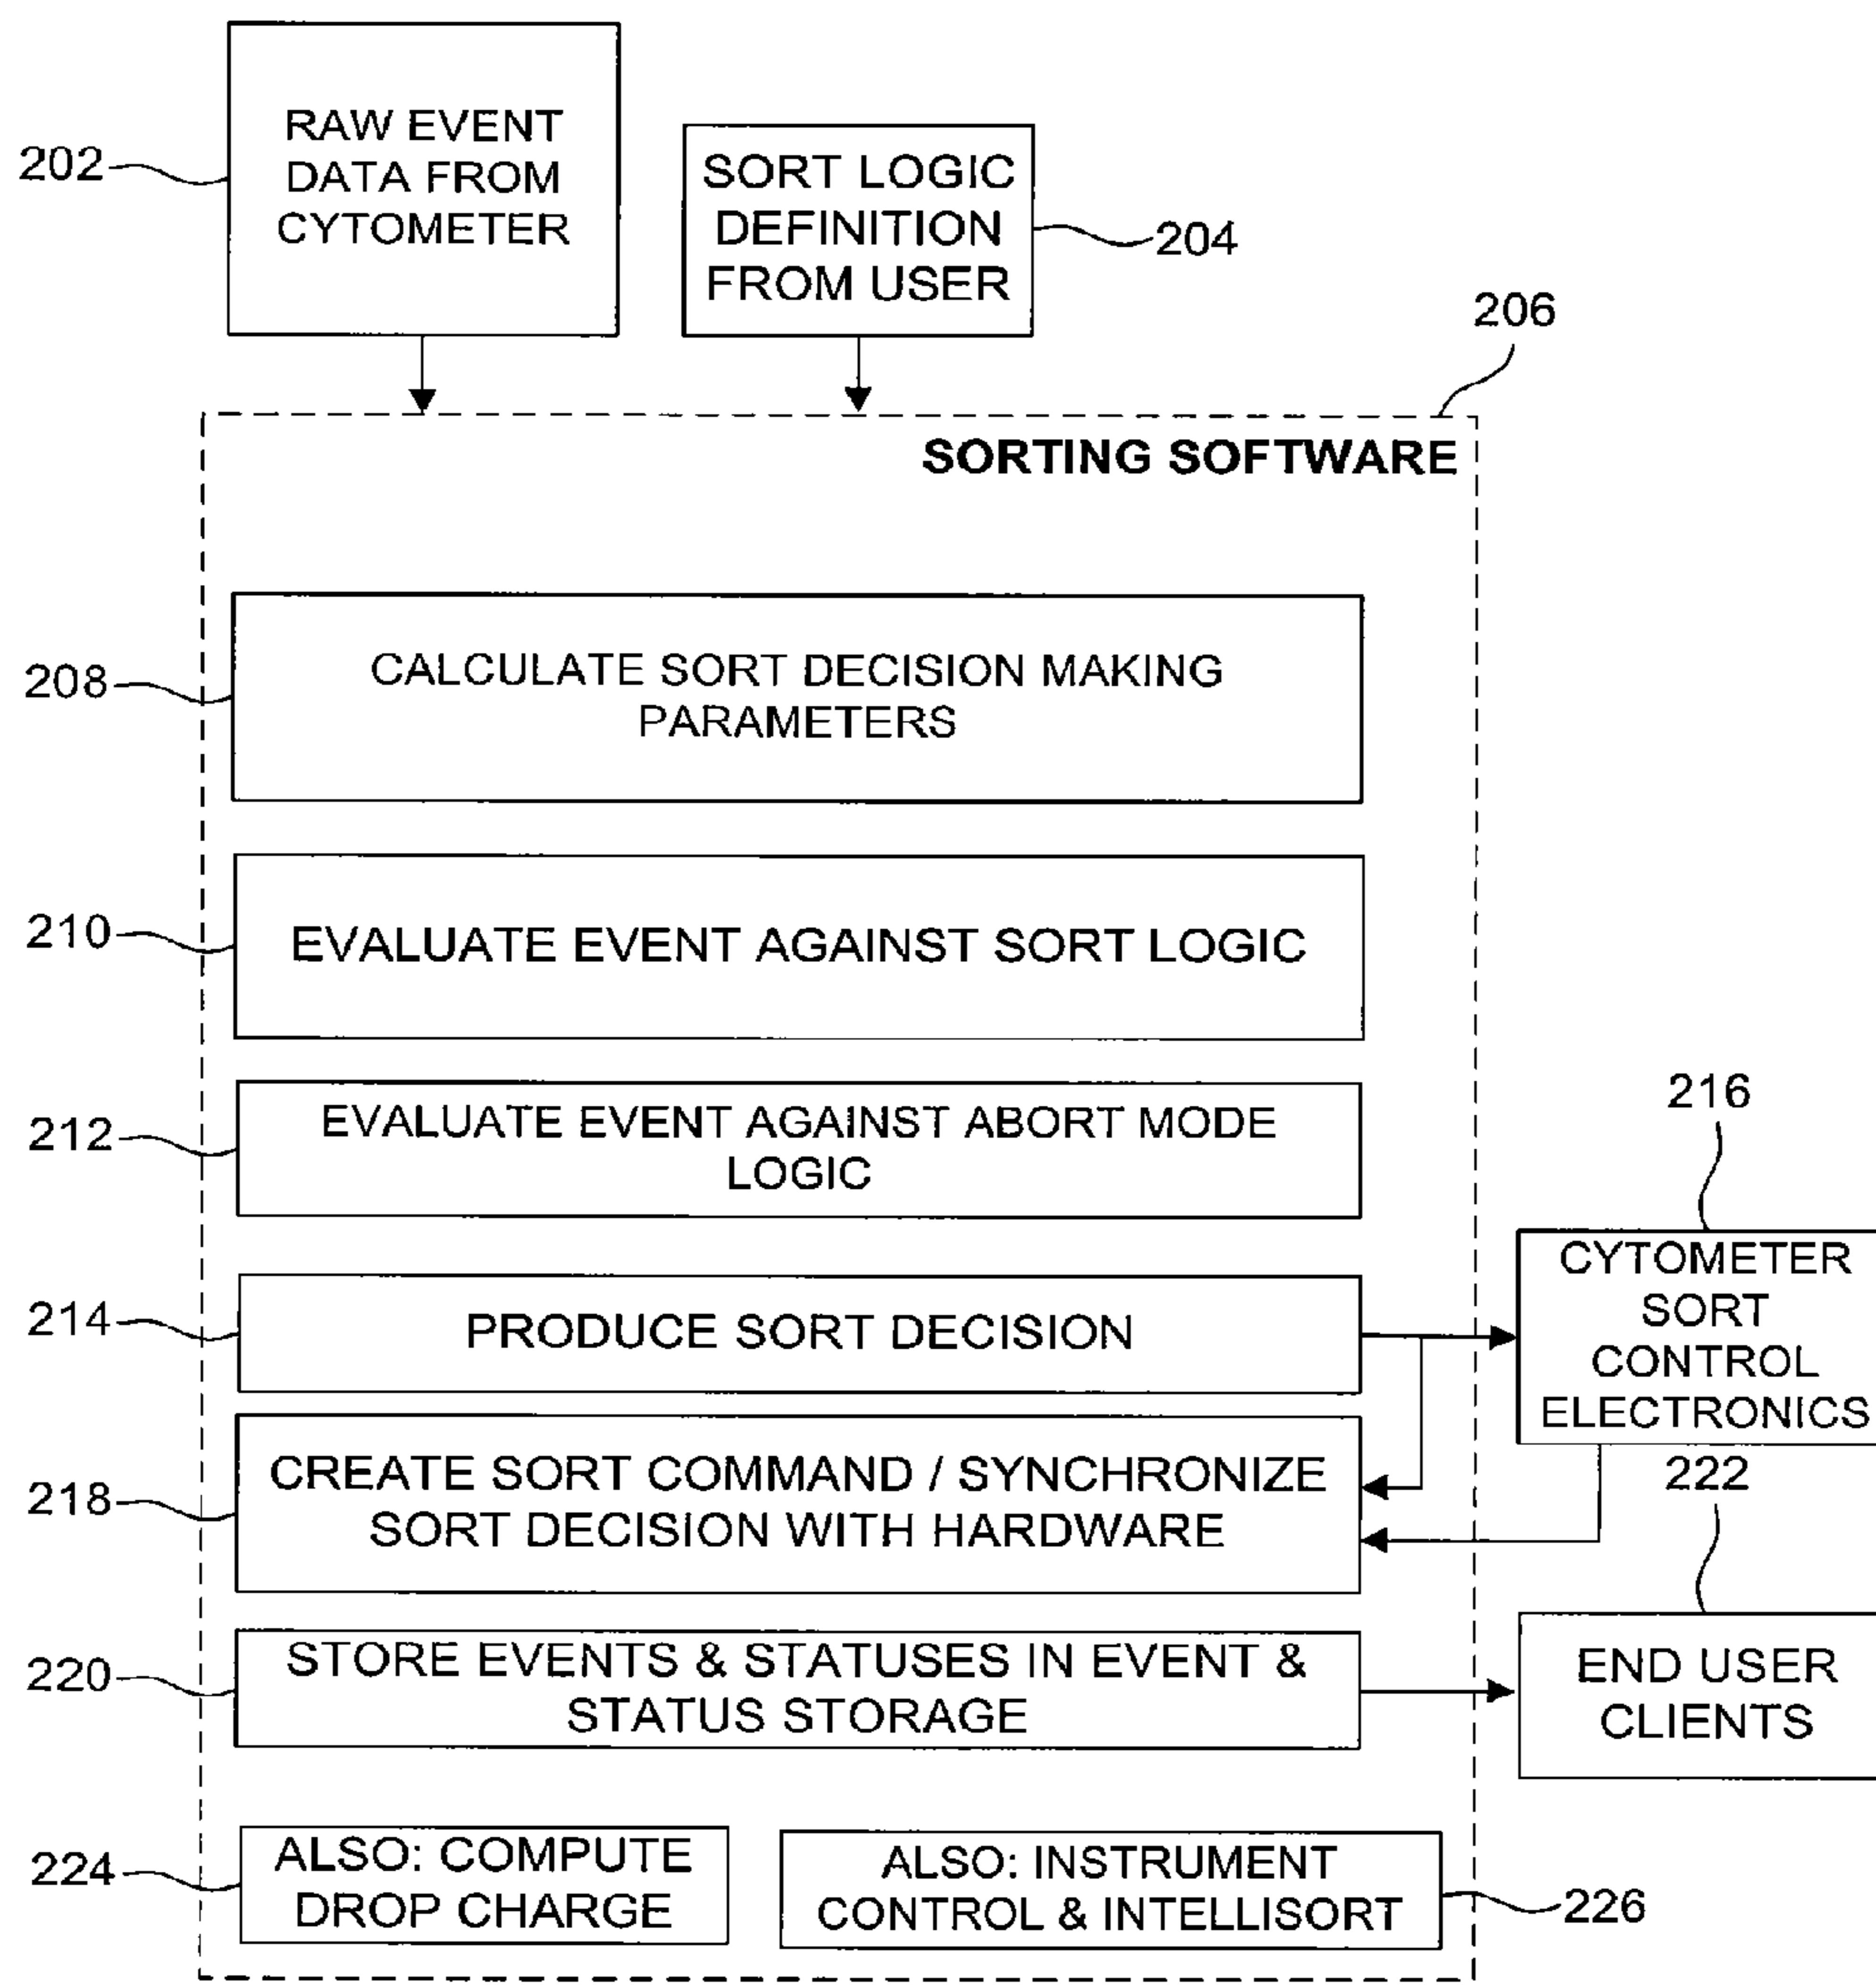 RAW EVENT
DATA FROM
CYTOMETER
202
SORT LOGIC
DEFINITION
FROM USER
204
206
SORTING SOFTWARE
208
CALCULATE SORT DECISION MAKING
PARAMETERS
210
EVALUATE EVENT AGAINST SORT LOGIC
212
EVALUATE EVENT AGAINST ABORT MODE
LOGIC
214
PRODUCE SORT DECISION
216
CYTOMETER
SORT
CONTROL
ELECTRONICS
218
CREATE SORT COMMAND / SYNCHRONIZE
SORT DECISION WITH HARDWARE
222
220
STORE EVENTS & STATUSES IN EVENT &
STATUS STORAGE
END USER
CLIENTS
224
ALSO: COMPUTE
DROP CHARGE
ALSO: INSTRUMENT
CONTROL & INTELLISORT
226